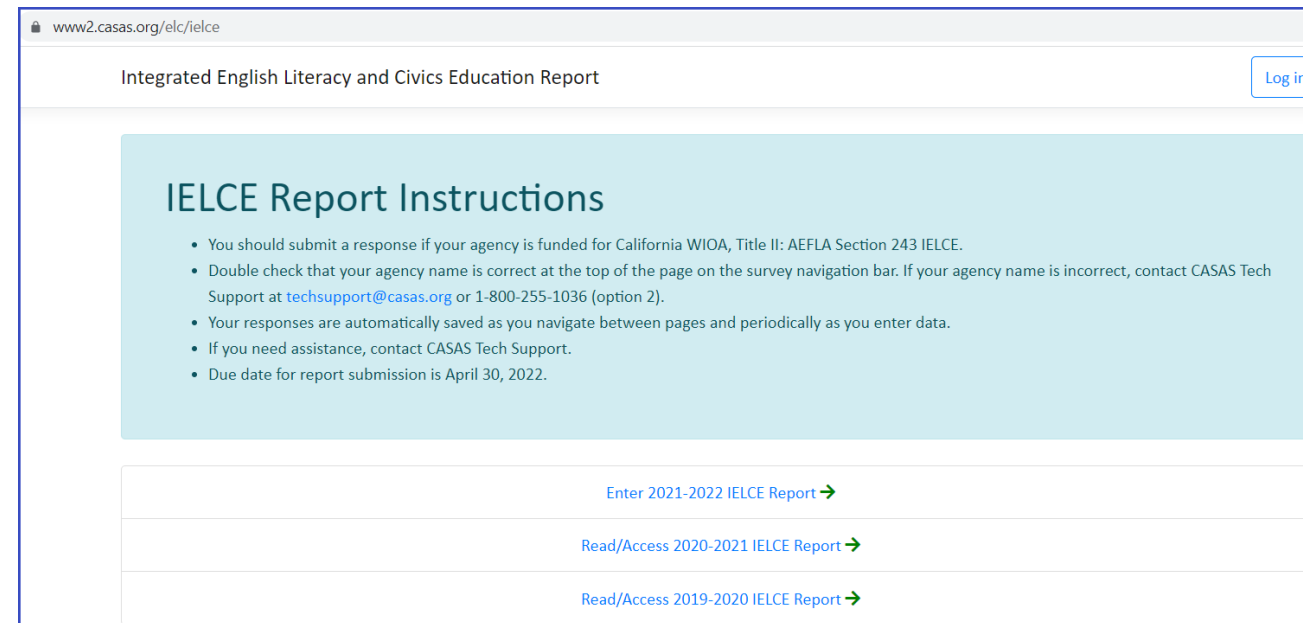 www2.casas.org/elc/ielce
Integrated English Literacy and Civics Education Report
Log in
IELCE Report Instructions
• You should submit a response if your agency is funded for California WIOA, Title II: AEFLA Section 243 IELCE.
• Double check that your agency name is correct at the top of the page on the survey navigation bar. If your agency name is incorrect, contact CASAS Tech
Support at techsupport@casas.org or 1-800-255-1036 (option 2).
• Your responses are automatically saved as you navigate between pages and periodically as you enter data.
• If you need assistance, contact CASAS Tech Support.
• Due date for report submission is April 30, 2022.
Enter 2021-2022 IELCE Report →
Read/Access 2020-2021 IELCE Report →
Read/Access 2019-2020 IELCE Report →